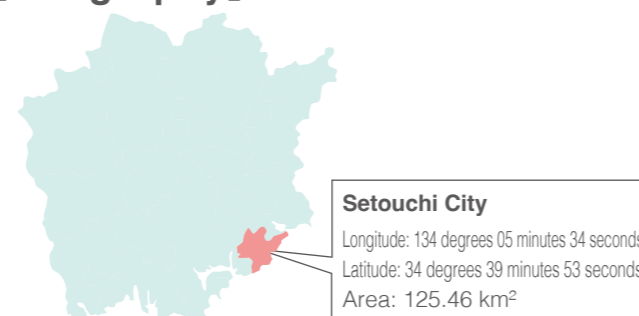 Setouchi City
Longitude: 134 degrees 05 minutes 34 seconds
Latitude: 34 degrees 39 minutes 53 seconds
Area: 125.46 km²